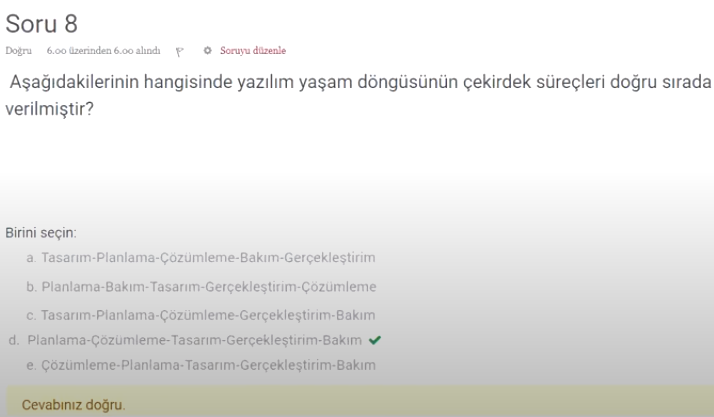 Soru 8
Doğru 6.00 üzerinden 6.00 alındı Soruyu düzenle
Aşağıdakilerinin hangisinde yazılım yaşam döngüsünün çekirdek süreçleri doğru sırada
verilmiştir?
Birini seçin:
a. Tasarım-Planlama-Çözümleme-Bakım-Gerçekleştirim
b. Planlama-Bakım-Tasarım-Gerçekleştirim-Çözümleme
c. Tasarım-Planlama-Çözümleme-Gerçekleştirim-Bakım
d. Planlama-Çözümleme-Tasarım-Gerçekleştirim-Bakım
e. Çözümleme-Planlama-Tasarım-Gerçekleştirim-Bakım
Cevabınız doğru.